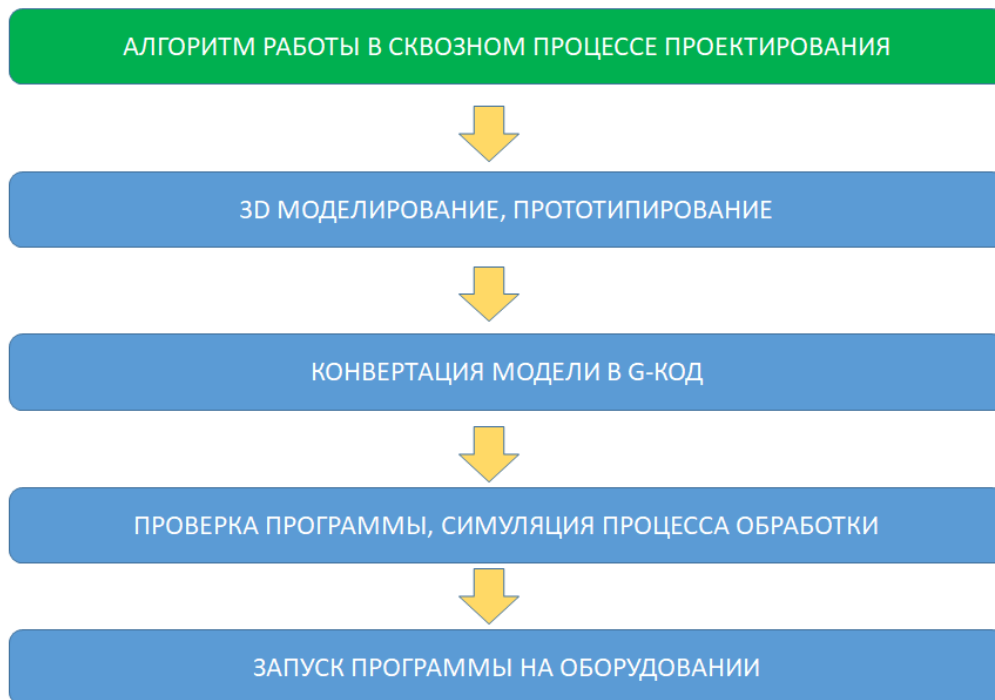 АЛГОРИТМ РАБОТЫ В СКВОЗНОМ ПРОЦЕССЕ ПРОЕКТИРОВАНИЯ
3D МОДЕЛИРОВАНИЕ, ПРОТОТИПИРОВАНИЕ
КОНВЕРТАЦИЯ МОДЕЛИ В G-КОД
ПРОВЕРКА ПРОГРАММЫ, СИМУЛЯЦИЯ ПРОЦЕССА ОБРАБОТКИ
ЗАПУСК ПРОГРАММЫ НА ОБОРУДОВАНИИ